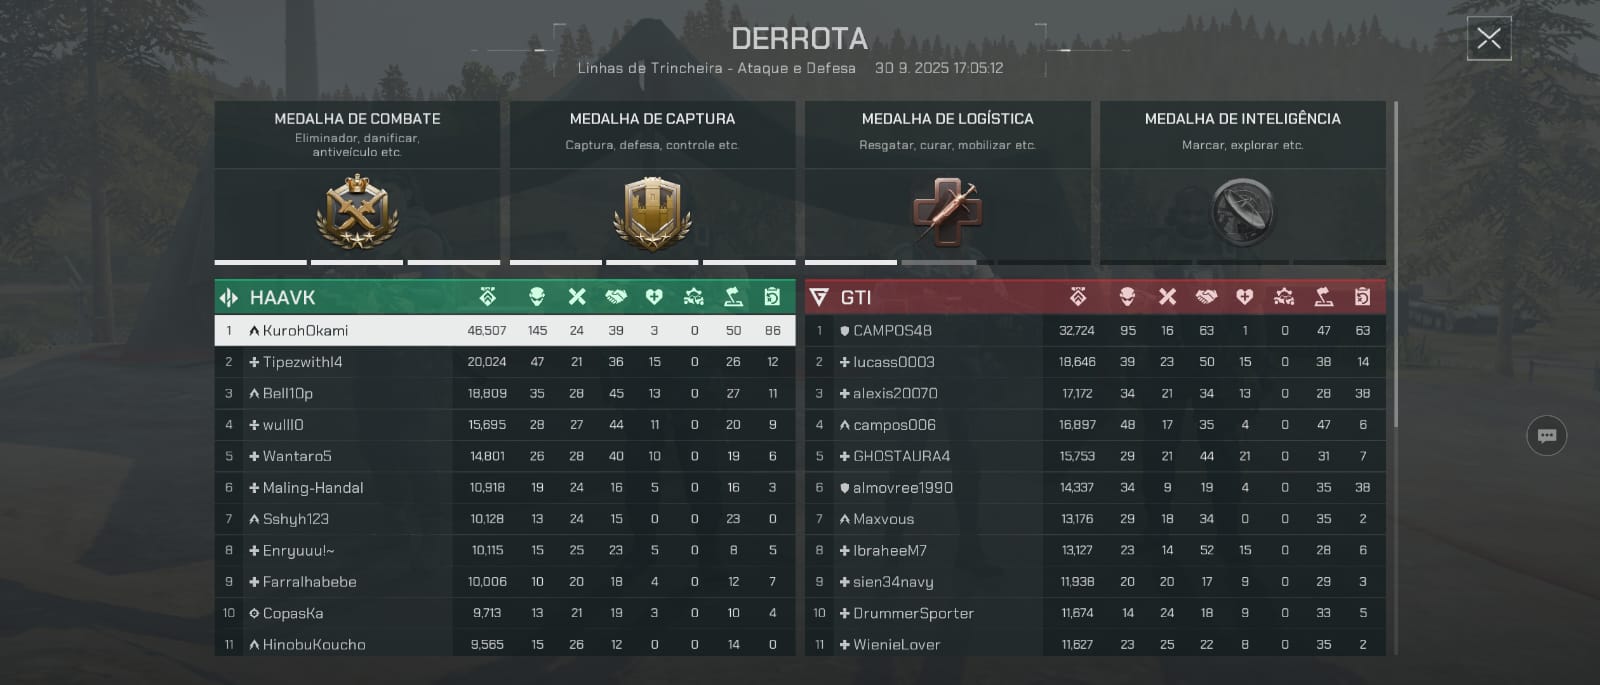 DERROTA
Linhas de Trincheira - Ataque e Defesa 30 9. 2025 17:05:12
MEDALHA DE COMBATE
Eliminador, danificar,
antiveículo etc.
MEDALHA DE CAPTURA
Captura, defesa, controle etc.
MEDALHA DE LOGÍSTICA
Resgatar, curar, mobilizar etc.
MEDALHA DE INTELIGÊNCIA
Marcar, explorar etc.
HAAVK
1 KurohOkami 46,507 145 24 39 3 0 50 86
2 Tipezwithl4 20,024 47 21 36 15 0 26 12
3 Bell10p 18,809 35 28 45 13 0 27 11
4 wulll0 15,695 28 27 44 11 0 20 9
5 Wantaro5 14,801 26 28 40 10 0 19 6
6 Maling-Handal 10,918 19 24 16 5 0 16 3
7 Sshyh123 10,128 13 24 15 0 0 23 0
8 Enryuuu!~ 10,115 15 25 23 5 0 8 5
9 Farralhabebe 10,006 10 20 18 4 0 12 7
10 CopasKa 9,713 13 21 19 3 0 10 4
11 HinobuKoucho 9,565 15 26 12 0 0 14 0
GTI
1 CAMPOS48 32,724 95 16 63 1 0 47 63
2 lucass0003 18,646 39 23 50 15 0 38 14
3 alexis20070 17,172 34 21 34 13 0 28 38
4 campos006 16,897 48 17 35 4 0 47 6
5 GHOSTAURA4 15,753 29 21 44 21 0 31 7
6 almovree1990 14,337 34 9 19 4 0 35 38
7 Maxvous 13,176 29 18 34 0 0 35 2
8 IbraheeM7 13,127 23 14 52 15 0 28 6
9 sien34navy 11,938 20 20 17 9 0 29 3
10 DrummerSporter 11,674 14 24 18 9 0 33 5
11 WienieLover 11,627 23 25 22 8 0 35 2